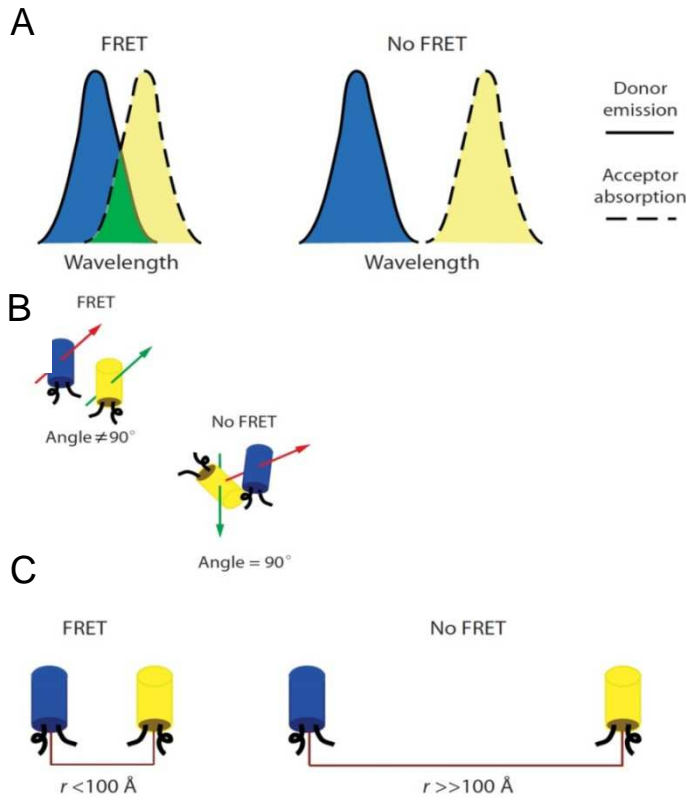 A
FRET
No FRET
Donor
emission
Acceptor
absorption
Wavelength
Wavelength
B
FRET
Angle ≠ 90°
No FRET
Angle = 90°
C
FRET
No FRET
r <100 Å
r >>100 Å